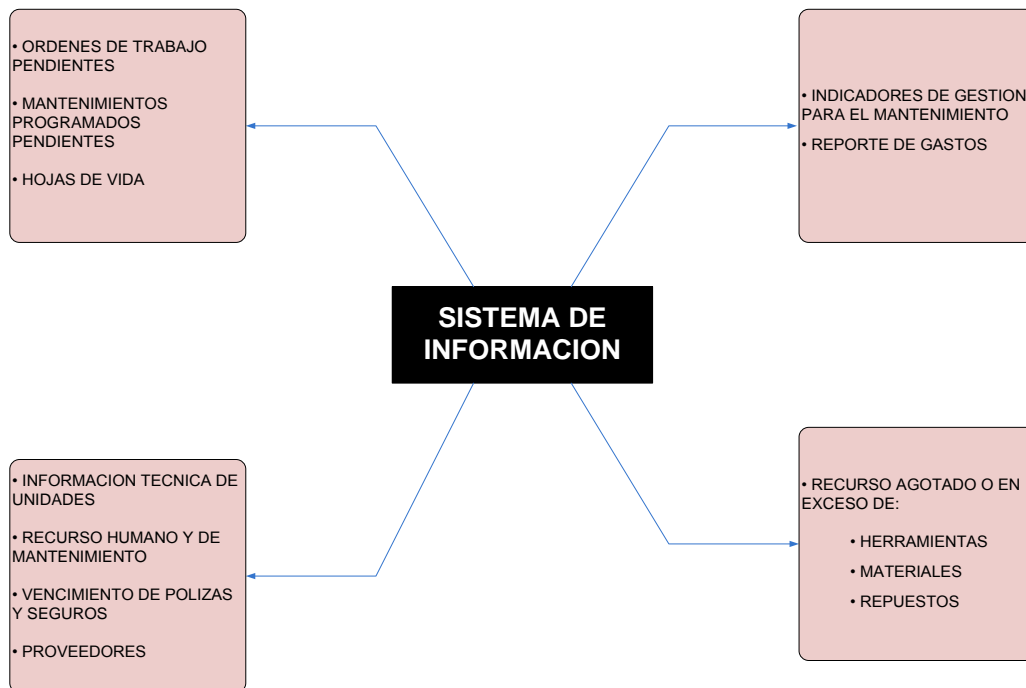 • ORDENES DE TRABAJO
PENDIENTES
• MANTENIMIENTOS
PROGRAMADOS
PENDIENTES
• HOJAS DE VIDA
• INDICADORES DE GESTION
PARA EL MANTENIMIENTO
• REPORTE DE GASTOS
SISTEMA DE
INFORMACION
• INFORMACION TECNICA DE
UNIDADES
• RECURSO HUMANO Y DE
MANTENIMIENTO
• VENCIMIENTO DE POLIZAS
Y SEGUROS
• PROVEEDORES
• RECURSO AGOTADO O EN
EXCESO DE:
• HERRAMIENTAS
• MATERIALES
• REPUESTOS